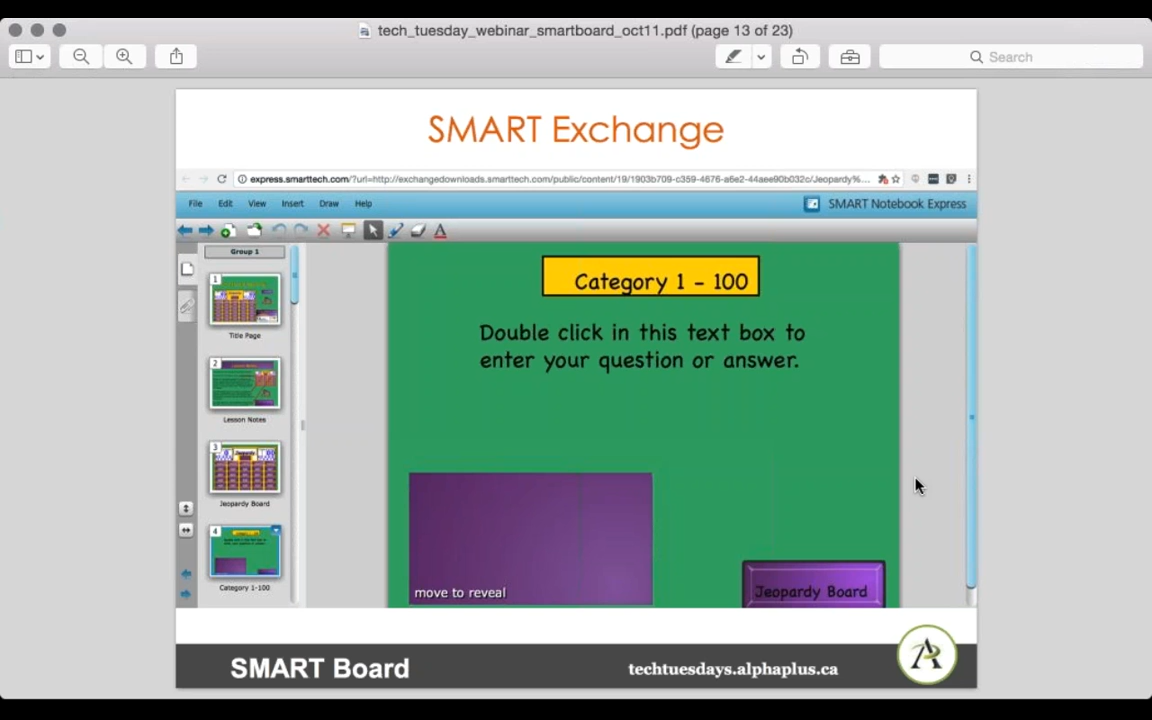 tech_tuesday_webinar_smartboard_oct11.pdf (page 13 of 23)
Search
SMART Exchange
express.smarttech.com/?url=http://exchangedownloads.smarttech.com/public/content/19/1903b709-c359-4676-a6e2-44aee90b032c/Jeopardy%...
File Edit View Insert Draw Help
SMART Notebook Express
Group 1
1
Title Page
2
Lesson Notes
3
Jeopardy Board
4
Category 1-100
Category 1 - 100
Double click in this text box to
enter your question or answer.
move to reveal
Jeopardy Board
SMART Board
techtuesdays.alphaplus.ca